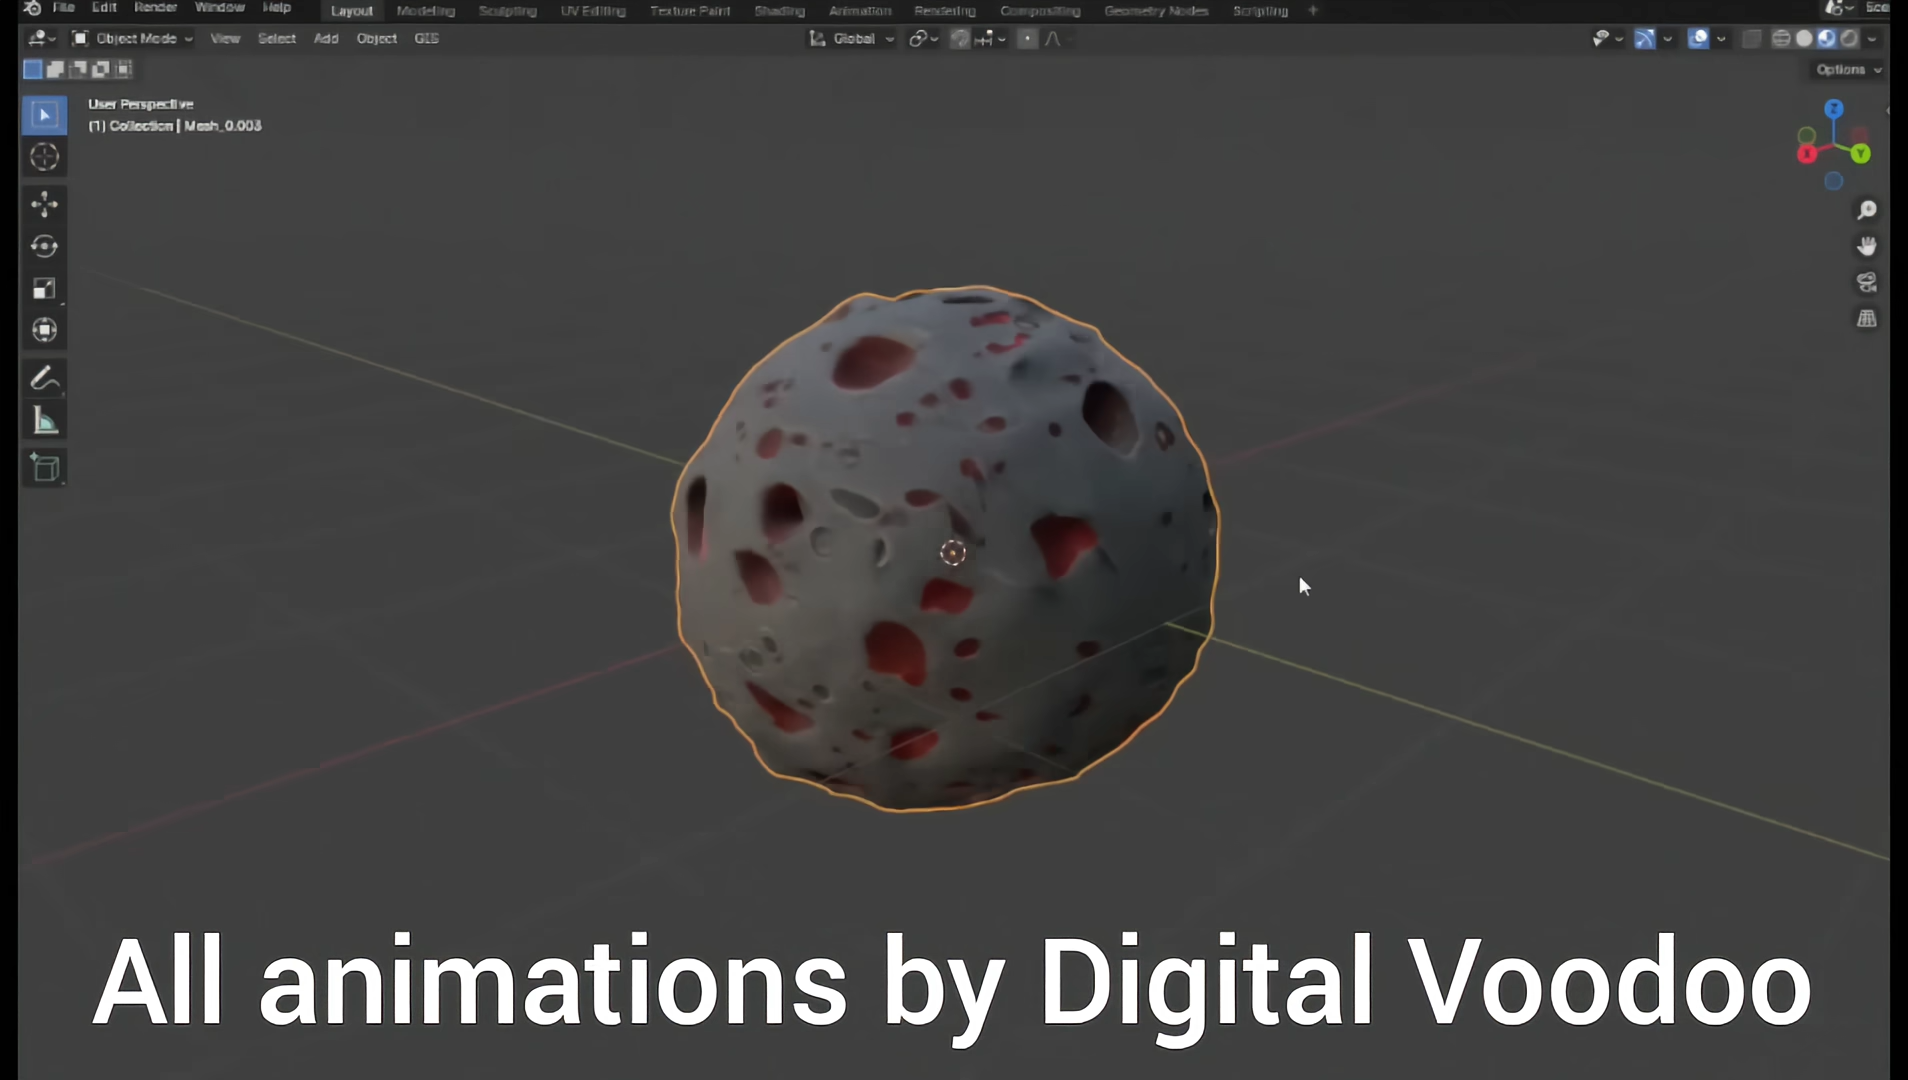 File Edit Render Window Help Layout Modeling Sculpting UV Editing Texture Paint Shading Animation Rendering Compositing Geometry Nodes Scripting + Sce
Object Mode View Select Add Object GIS Global
Options
User Perspective
(1) Collection | Mesh_0.003
Z
X Y
All animations by Digital Voodoo